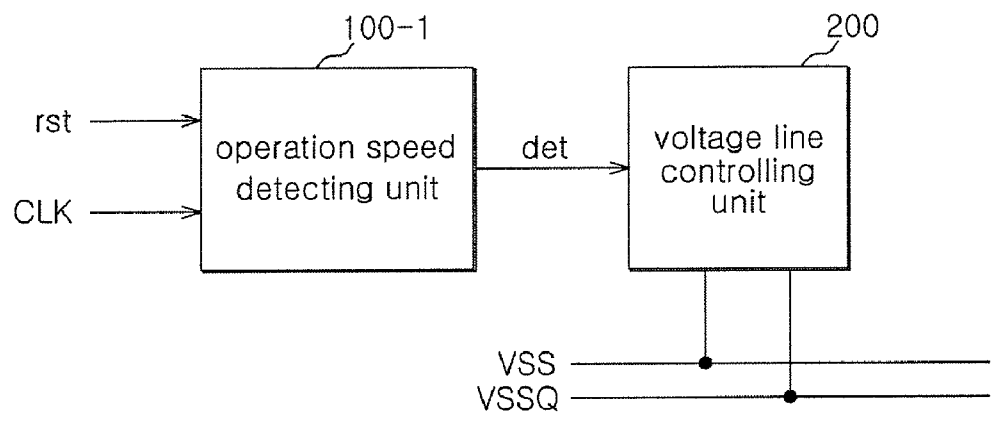 100-1
200
rst
CLK
operation speed
detecting unit
det
voltage line
controlling
unit
VSS
VSSQ